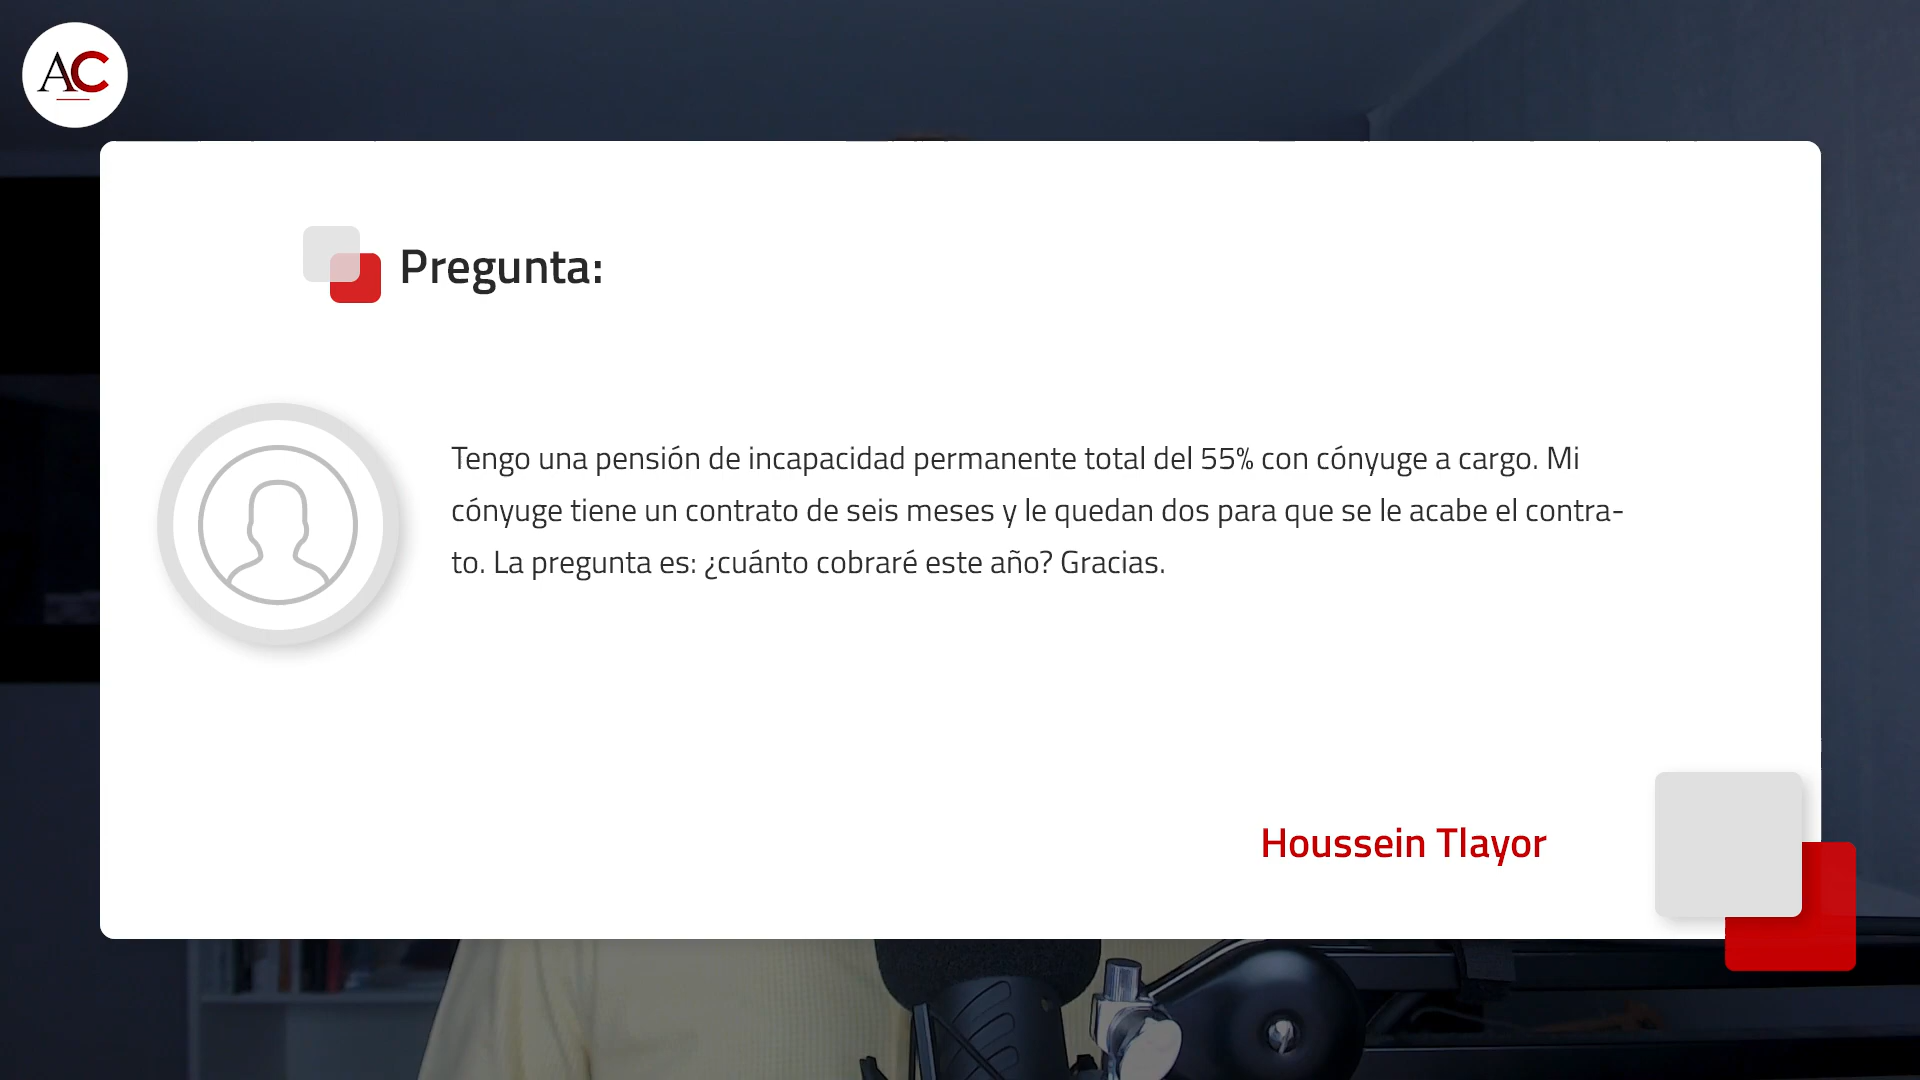 AC
Pregunta:
Tengo una pensión de incapacidad permanente total del 55% con cónyuge a cargo. Mi
cónyuge tiene un contrato de seis meses y le quedan dos para que se le acabe el contra-
to. La pregunta es: ¿cuánto cobraré este año? Gracias.
Houssein Tlayor